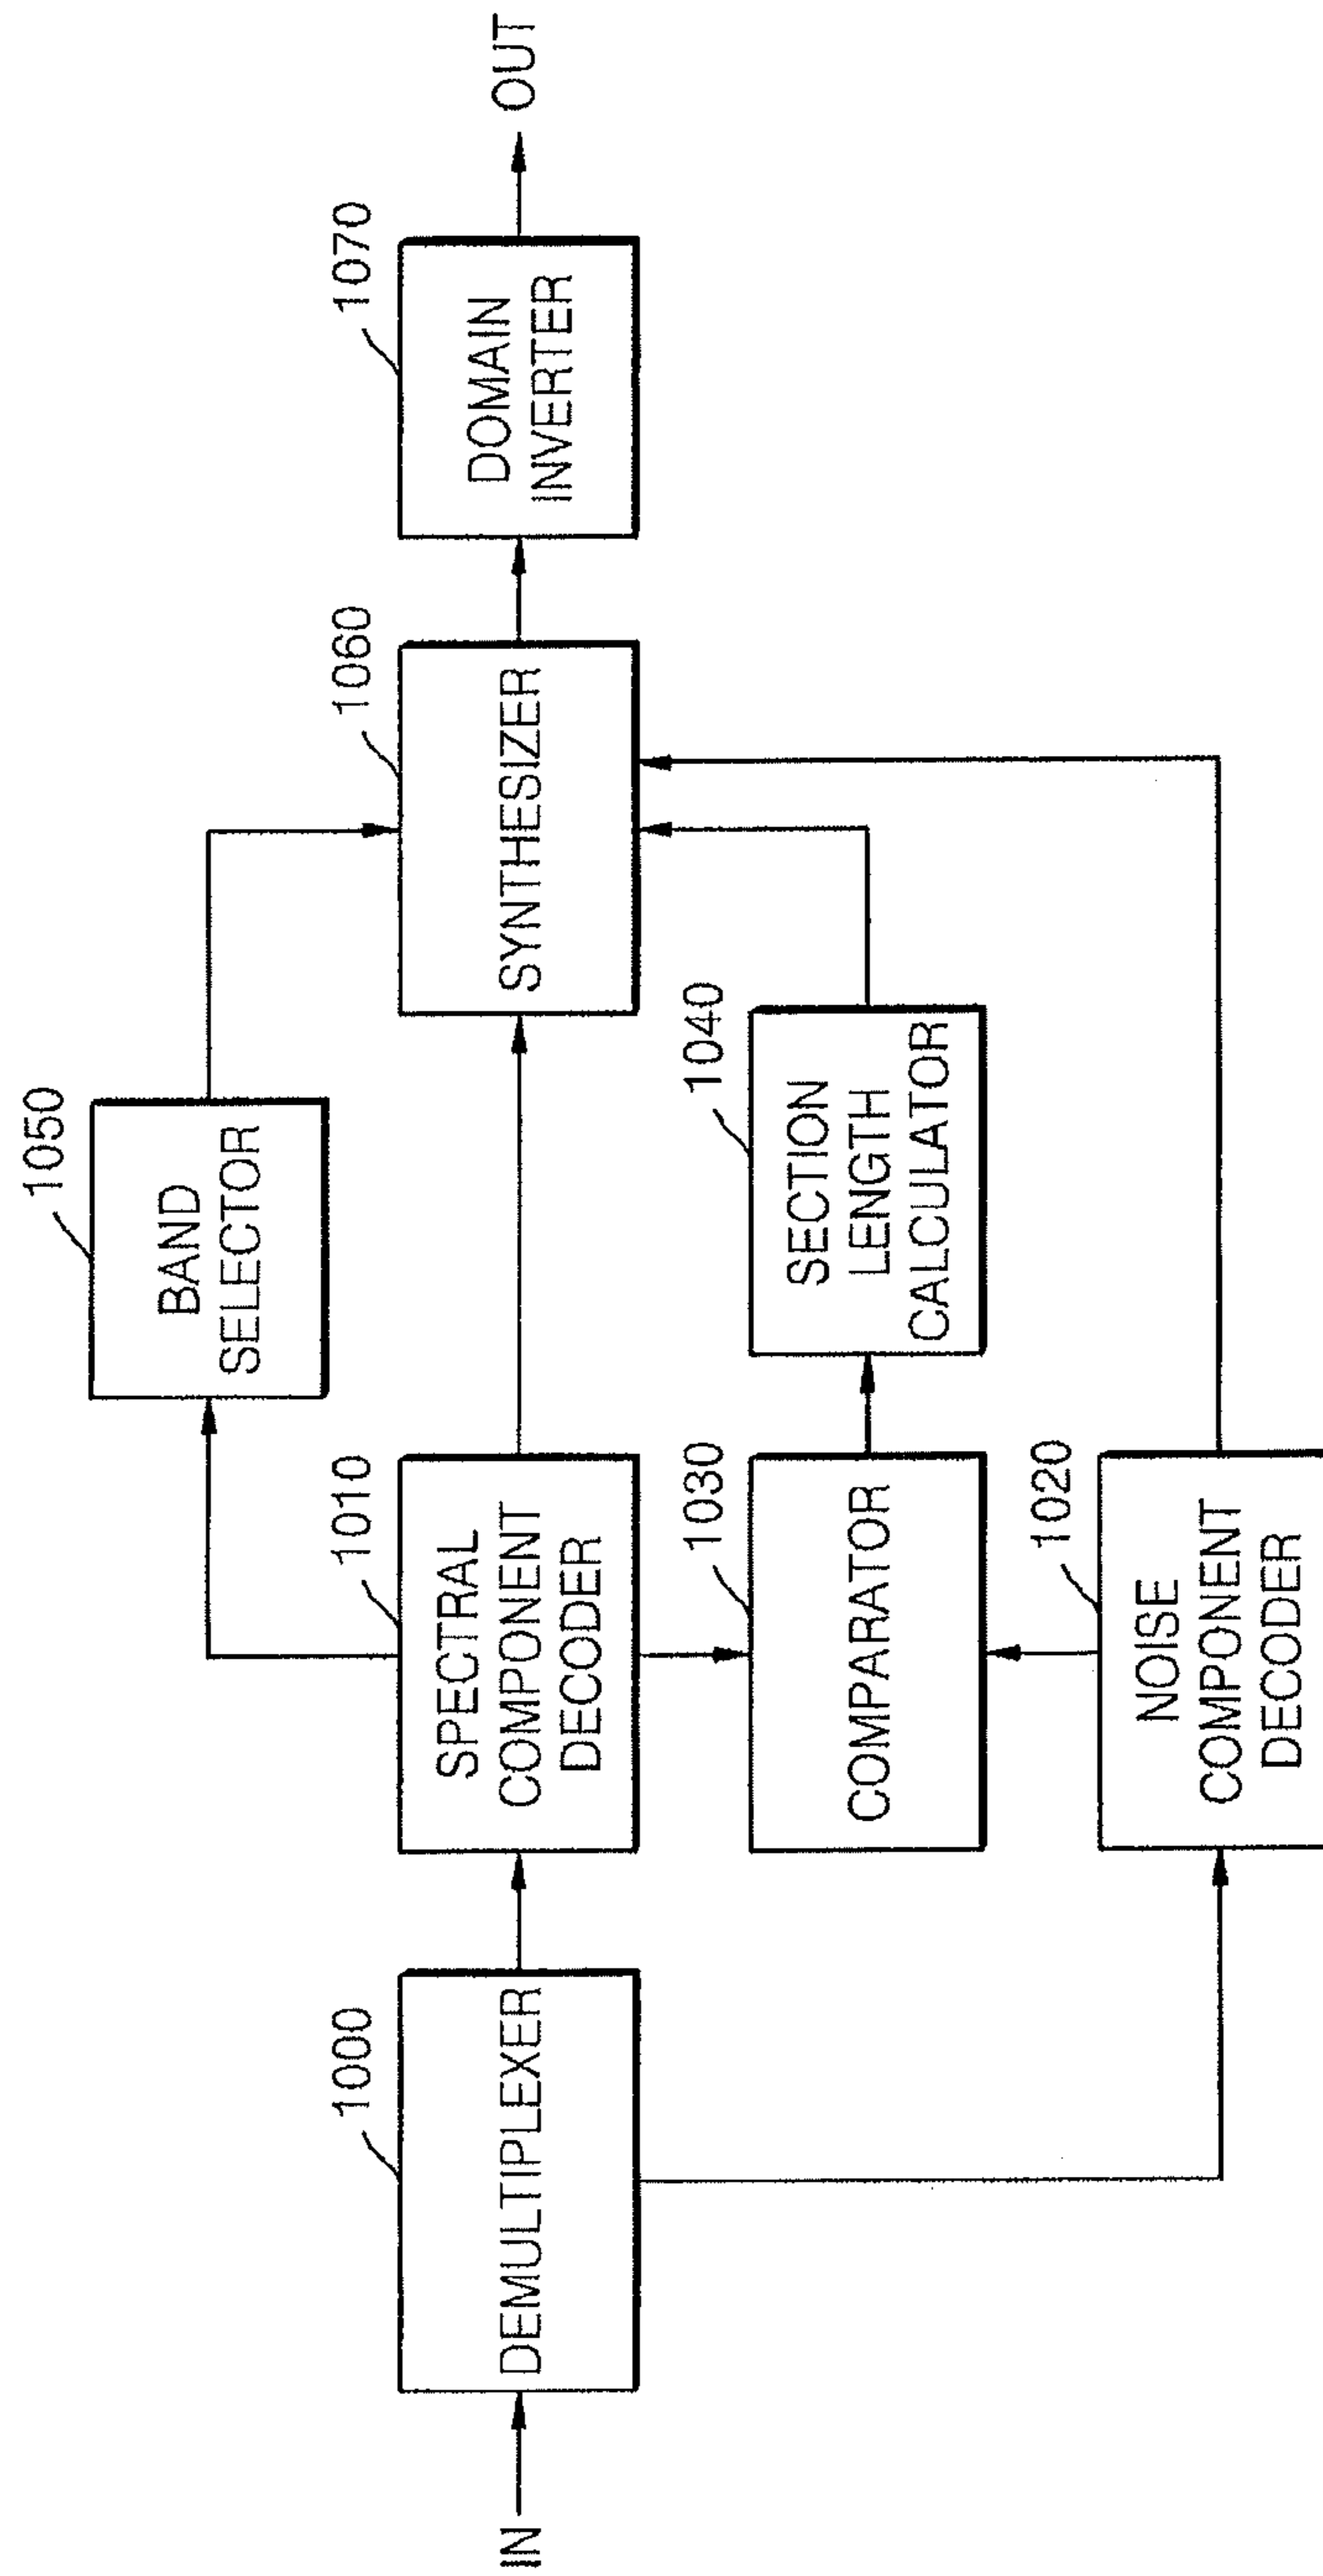 1050
BAND
SELECTOR
IN
1000
DEMULTIPLEXER
1010
SPECTRAL
COMPONENT
DECODER
1060
SYNTHESIZER
1070
DOMAIN
INVERTER
OUT
1030
COMPARATOR
1040
SECTION
LENGTH
CALCULATOR
1020
NOISE
COMPONENT
DECODER